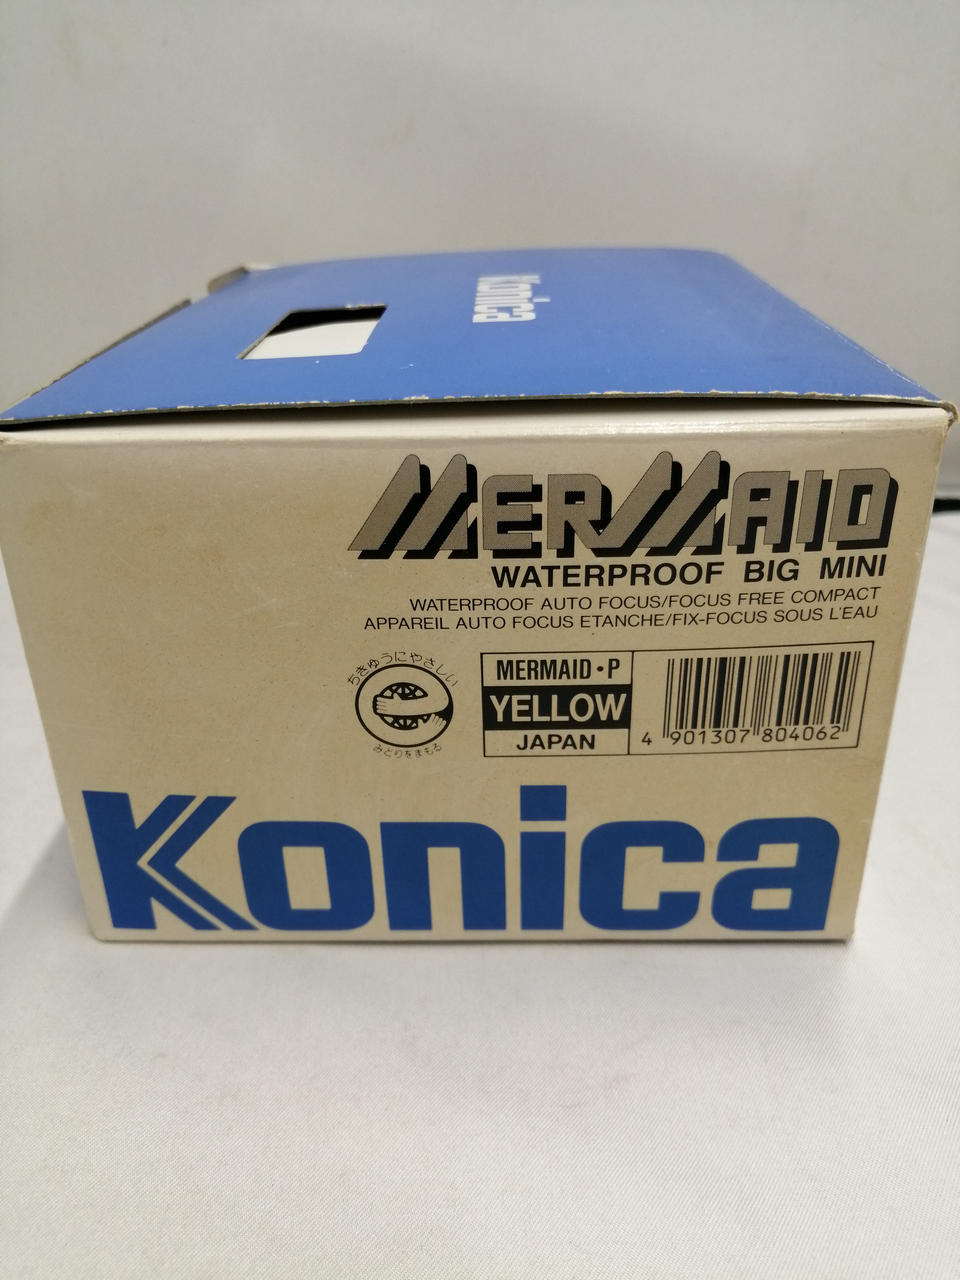 Konica
MERMAID
WATERPROOF BIG MINI
WATERPROOF AUTO FOCUS/FOCUS FREE COMPACT
APPAREIL AUTO FOCUS ETANCHE/FIX-FOCUS SOUS L'EAU
ちきゅうにやさしい
みどりをまもる
MERMAID・P
YELLOW
JAPAN
4 901307 804062
Konica